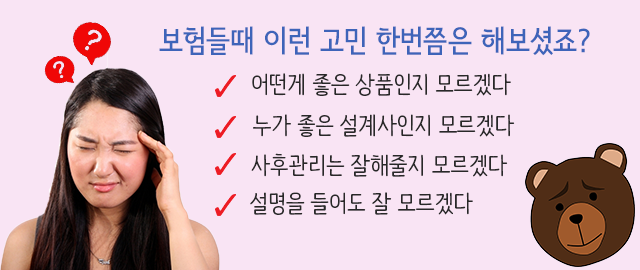 보험들때 이런 고민 한번쯤은 해보셨죠?
어떤게 좋은 상품인지 모르겠다
누가 좋은 설계사인지 모르겠다
사후관리는 잘해줄지 모르겠다
설명을 들어도 잘 모르겠다
? ?